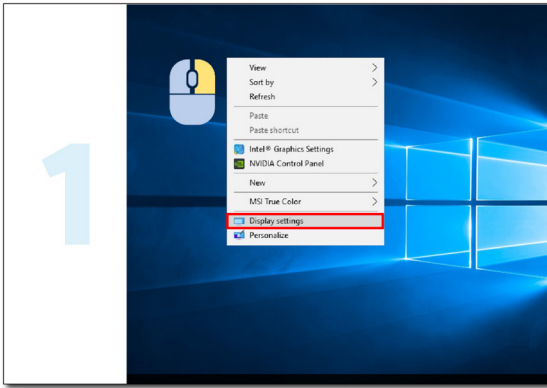 1
View
Sort by
Refresh
Paste
Paste shortcut
Intel® Graphics Settings
NVIDIA Control Panel
New
MSI True Color
Display settings
Personalize